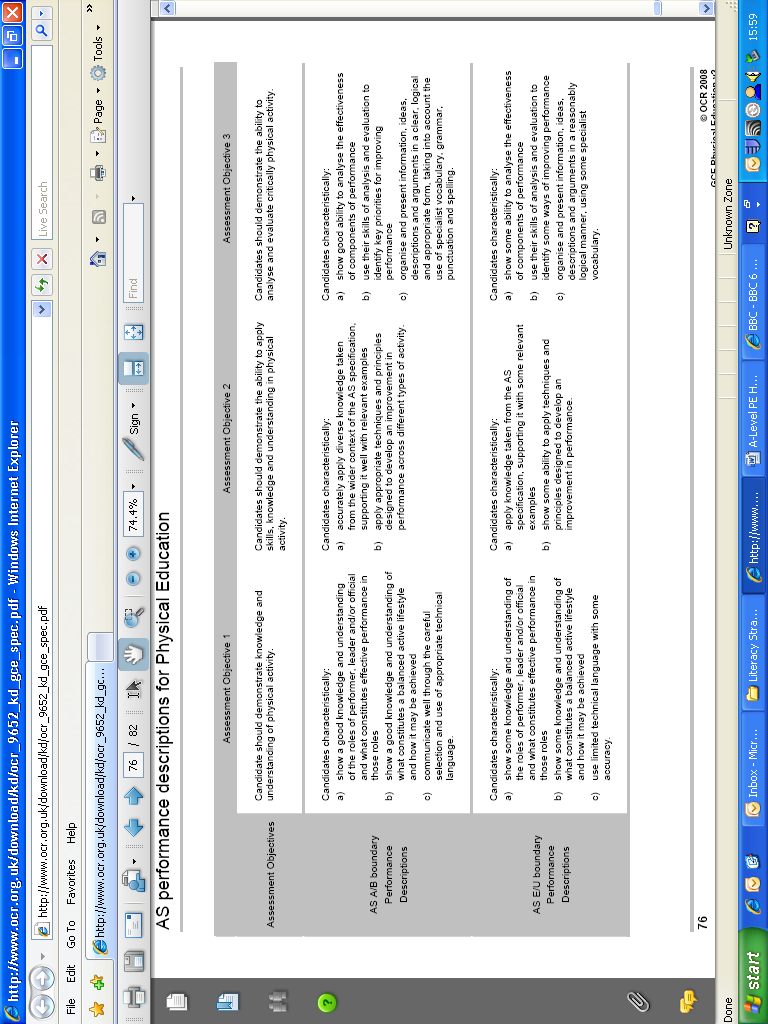 http://www.ocr.org.uk/download/kd/ocr_9652_kd_gce_spec.pdf - Windows Internet Explorer
http://www.ocr.org.uk/download/kd/ocr_9652_kd_gce_spec.pdf
Live Search
File Edit Go To Favorites Help
http://www.ocr.org.uk/download/kd/ocr_9652_kd_gc...
Page
Tools
76 / 82
74.4%
Sign
Find
AS performance descriptions for Physical Education
Assessment Objective 1
Assessment Objective 2
Assessment Objective 3
Assessment Objectives
Candidate should demonstrate knowledge and
understanding of physical activity.
Candidates should demonstrate the ability to apply
skills, knowledge and understanding in physical
activity.
Candidates should demonstrate the ability to
analyse and evaluate critically physical activity.
AS A/B boundary
Performance
Descriptions
Candidates characteristically:
a) show a good knowledge and understanding
of the roles of performer, leader and/or official
and what constitutes effective performance in
those roles
b) show a good knowledge and understanding of
what constitutes a balanced active lifestyle
and how it may be achieved
c) communicate well through the careful
selection and use of appropriate technical
language.
Candidates characteristically:
a) accurately apply diverse knowledge taken
from the wider context of the AS specification,
supporting it well with relevant examples
b) apply appropriate techniques and principles
designed to develop an improvement in
performance across different types of activity.
Candidates characteristically:
a) show good ability to analyse the effectiveness
of components of performance
b) use their skills of analysis and evaluation to
identify key priorities for improving
performance
c) organise and present information, ideas,
descriptions and arguments in a clear, logical
and appropriate form, taking into account the
use of specialist vocabulary, grammar,
punctuation and spelling.
AS E/U boundary
Performance
Descriptions
Candidates characteristically:
a) show some knowledge and understanding of
the roles of performer, leader and/or official
and what constitutes effective performance in
those roles
b) show some knowledge and understanding of
what constitutes a balanced active lifestyle
and how it may be achieved
c) use limited technical language with some
accuracy.
Candidates characteristically:
a) apply knowledge taken from the AS
specification, supporting it with some relevant
examples
b) show some ability to apply techniques and
principles designed to develop an
improvement in performance.
Candidates characteristically:
a) show some ability to analyse the effectiveness
of components of performance
b) use their skills of analysis and evaluation to
identify some ways of improving performance
c) organise and present information, ideas,
descriptions and arguments in a reasonably
logical manner, using some specialist
vocabulary.
76
© OCR 2008
GCE Physical Education v2
Done
Unknown Zone
start
Inbox - Micr...
Literacy Stra...
http://www....
A-Level PE H...
BBC - BBC 6 ...
15:59